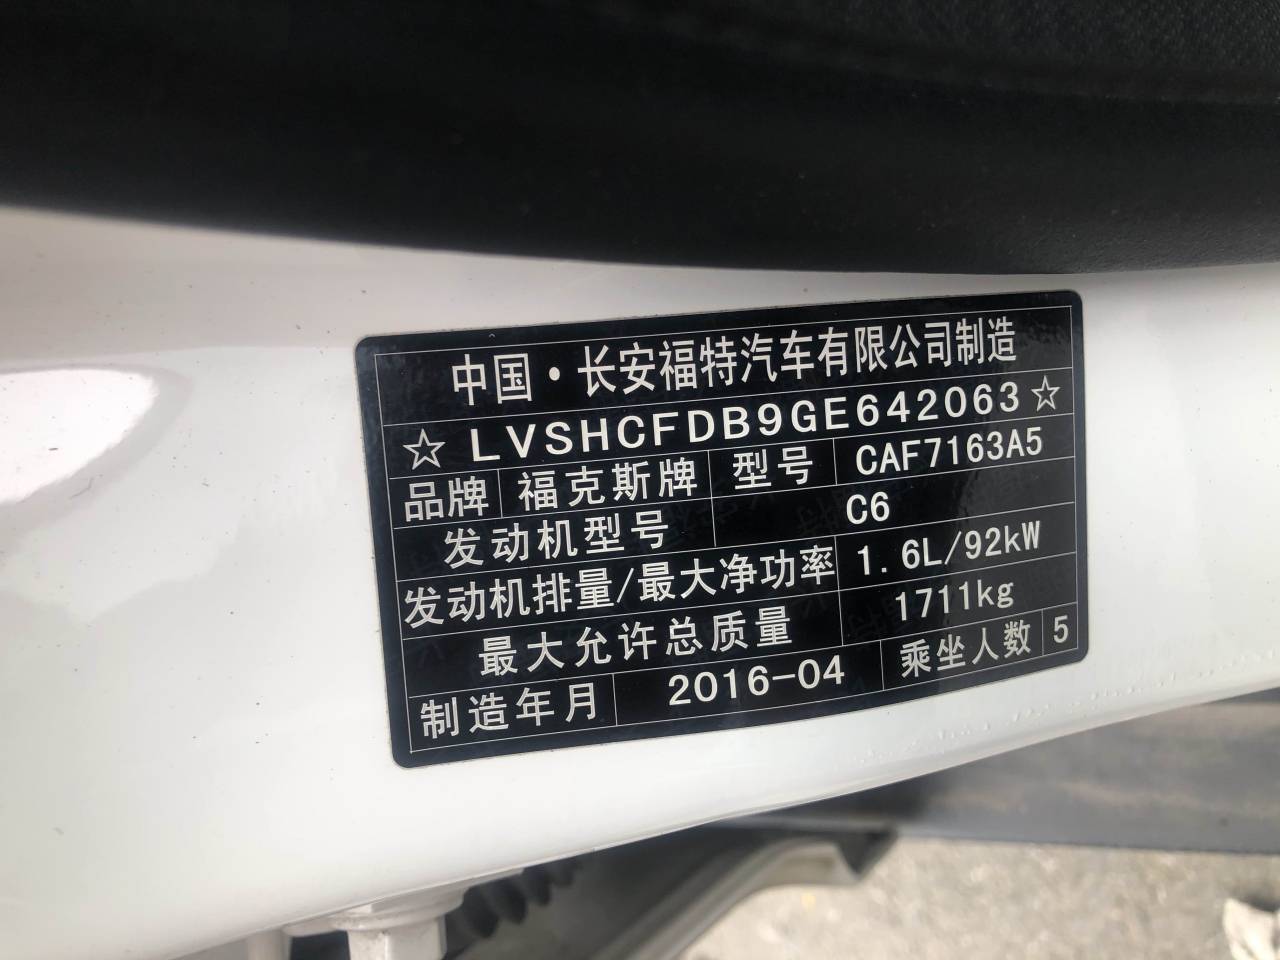 中国·长安福特汽车有限公司制造
☆LVSHCFDB9GE642063☆
品牌 福克斯牌 型号 CAF7163A5
发动机型号 C6
发动机排量/最大净功率 1.6L/92kW
最大允许总质量 1711kg
制造年月 2016-04 乘坐人数 5